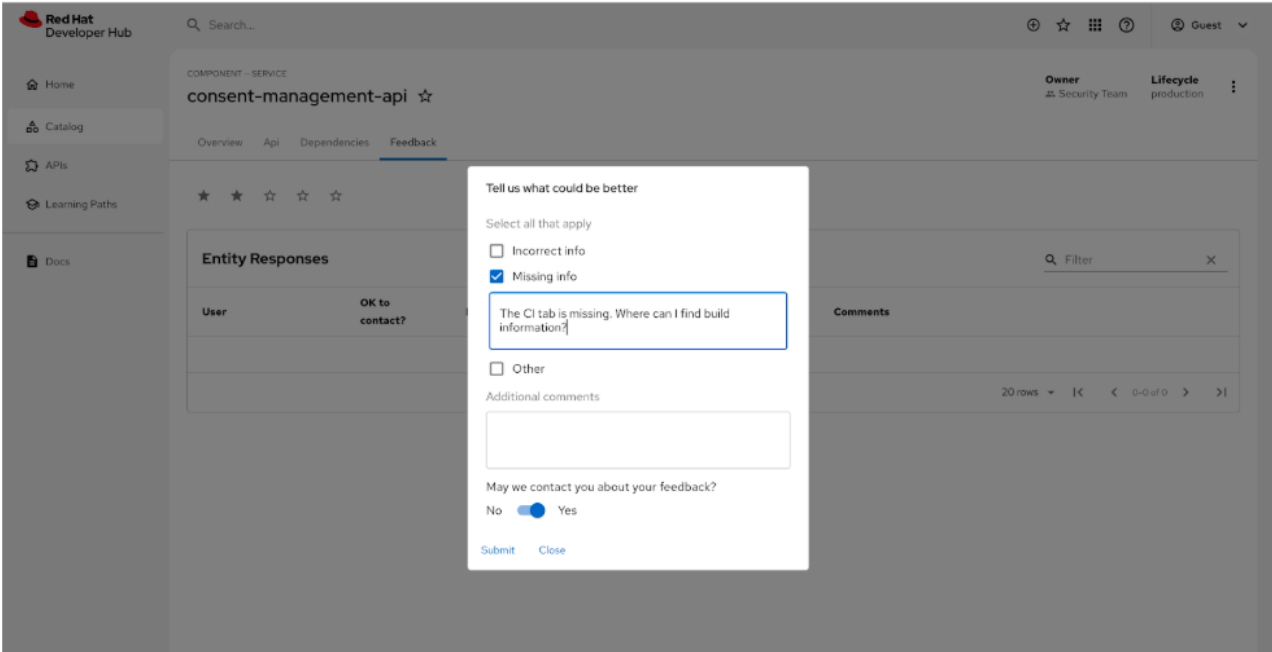 Red Hat
Developer Hub
Search...
Guest
Home
Catalog
APIs
Learning Paths
Docs
COMPONENT — SERVICE
consent-management-api
Owner
Security Team
Lifecycle
production
Overview Api Dependencies Feedback
Entity Responses
Filter
User
OK to
contact?
Comments
20 rows
0-0 of 0
Tell us what could be better
Select all that apply
Incorrect info
Missing info
The CI tab is missing. Where can I find build
information?
Other
Additional comments
May we contact you about your feedback?
No Yes
Submit Close